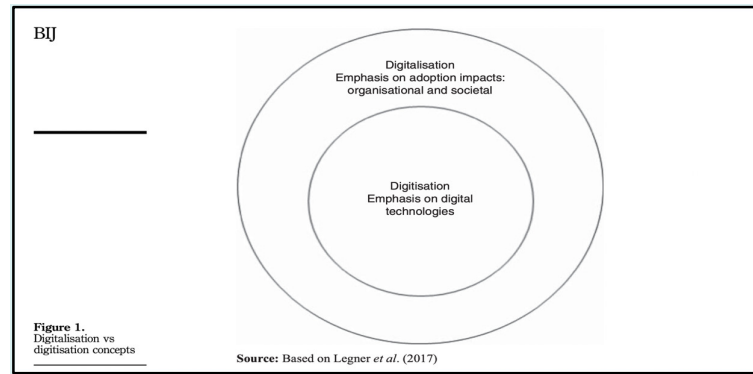 BIJ
Digitalisation
Emphasis on adoption impacts:
organisational and societal
Digitisation
Emphasis on digital
technologies
Figure 1.
Digitalisation vs
digitisation concepts
Source: Based on Legner et al. (2017)